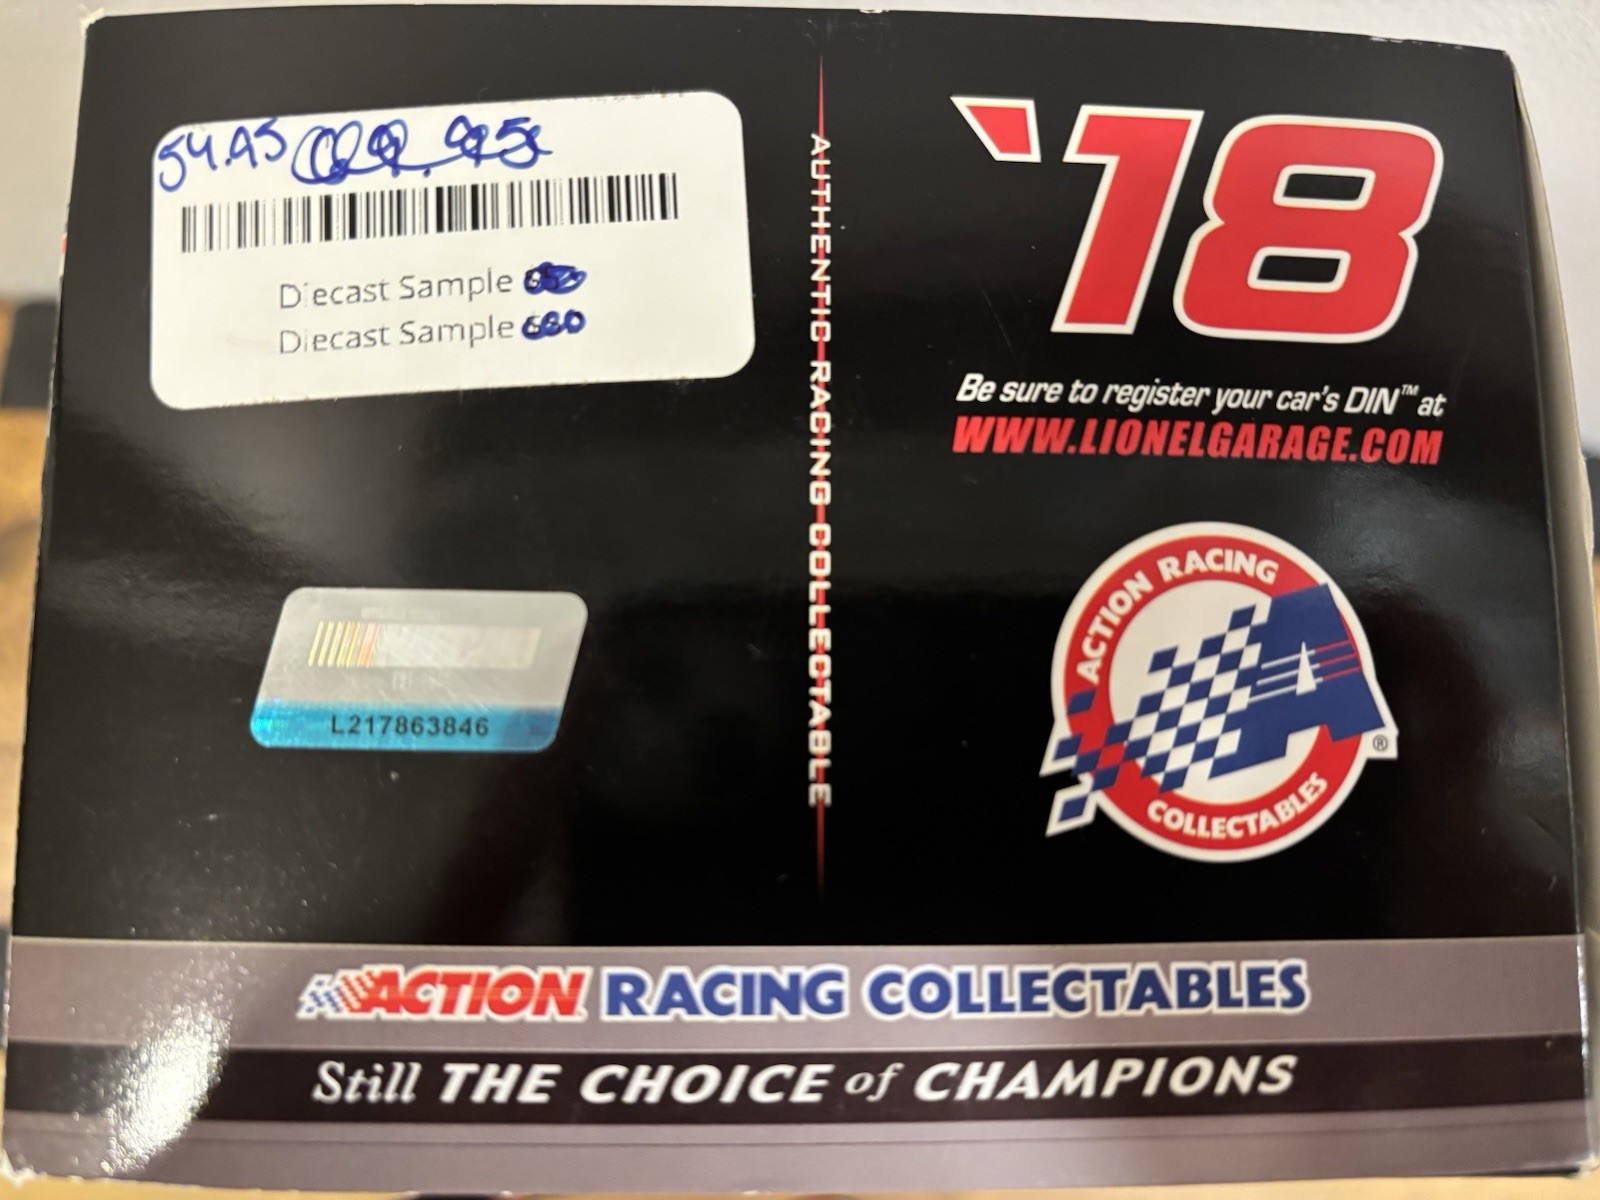 54.95
Diecast Sample
Diecast Sample
L217863846
AUTHENTIC RACING COLLECTABLE
'18
Be sure to register your car's DIN™ at
WWW.LIONELGARAGE.COM
ACTION RACING
A
COLLECTABLES
®
ACTION RACING COLLECTABLES
Still THE CHOICE of CHAMPIONS